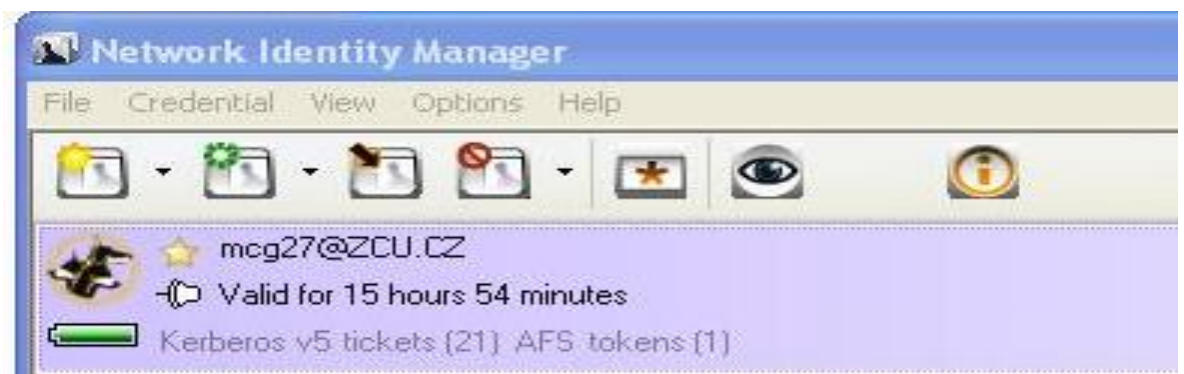 Network Identity Manager
File Credential View Options Help
mcg27@ZCU.CZ
Valid for 15 hours 54 minutes
Kerberos v5 tickets (21) AFS tokens (1)